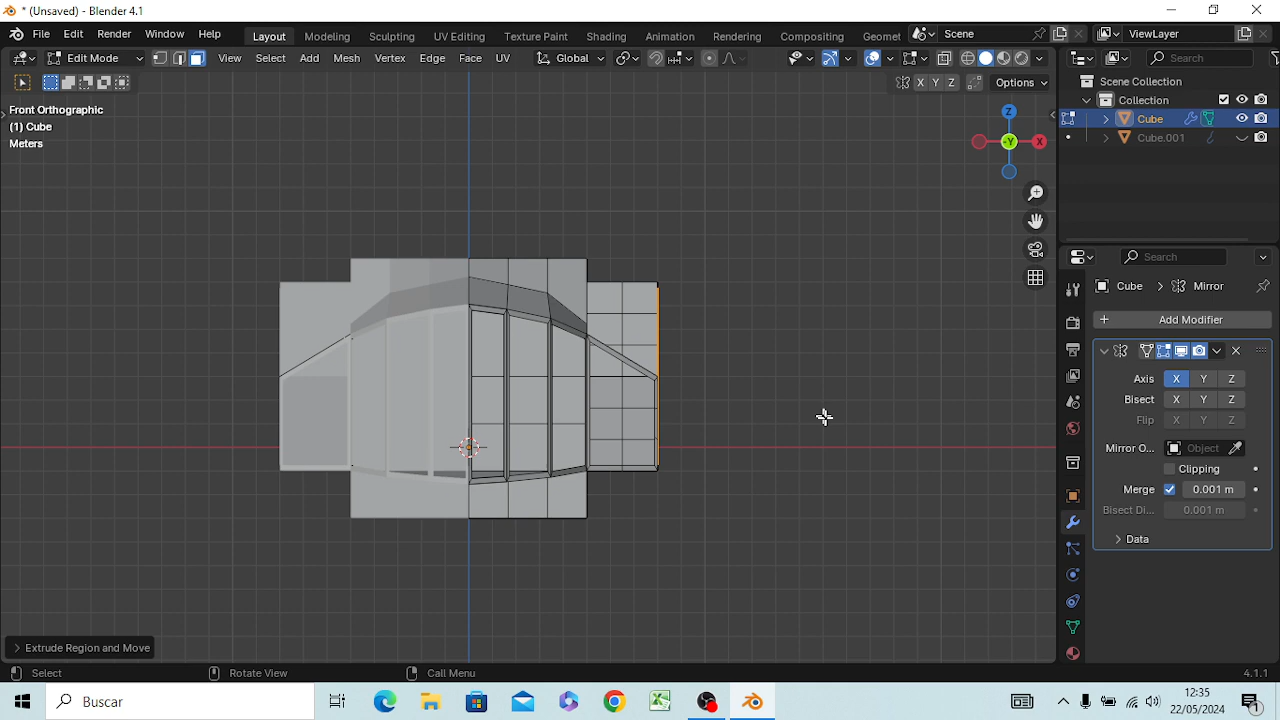 * (Unsaved) - Blender 4.1
File Edit Render Window Help Layout Modeling Sculpting UV Editing Texture Paint Shading Animation Rendering Compositing Geomet Scene ViewLayer
Edit Mode View Select Add Mesh Vertex Edge Face UV Global Search
X Y Z Options
Scene Collection
Collection
Cube
Cube.001
Front Orthographic
(1) Cube
Meters
Z
-Y X
Search
Cube > Mirror
+ Add Modifier
Axis X Y Z
Bisect X Y Z
Flip X Y Z
Mirror O... Object
Clipping
Merge 0.001 m
Bisect Di... 0.001 m
Data
Extrude Region and Move
Select Rotate View Call Menu 4.1.1
Buscar
12:35
22/05/2024
1